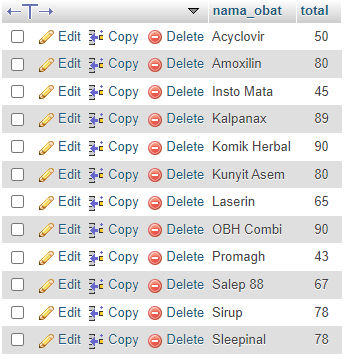 nama_obat total
Edit Copy Delete Acyclovir 50
Edit Copy Delete Amoxilin 80
Edit Copy Delete Insto Mata 45
Edit Copy Delete Kalpanax 89
Edit Copy Delete Komik Herbal 90
Edit Copy Delete Kunyit Asem 80
Edit Copy Delete Laserin 65
Edit Copy Delete OBH Combi 90
Edit Copy Delete Promagh 43
Edit Copy Delete Salep 88 67
Edit Copy Delete Sirup 78
Edit Copy Delete Sleepinal 78